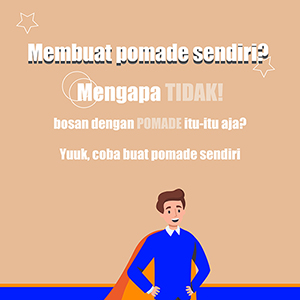 Membuat pomade sendiri?
Mengapa TIDAK!
bosan dengan POMADE itu-itu aja?
Yuuk, coba buat pomade sendiri